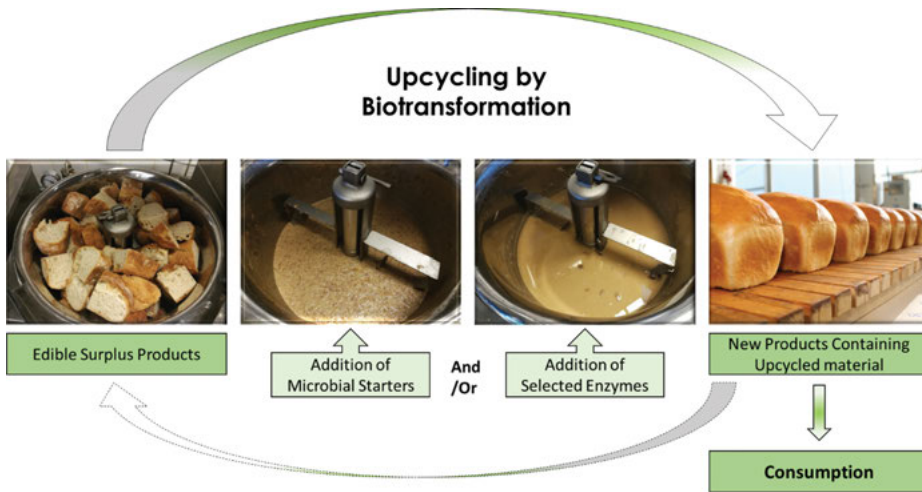 Upcycling by
Biotransformation
Edible Surplus Products
Addition of
Microbial Starters
And
/Or
Addition of
Selected Enzymes
New Products Containing
Upcycled material
Consumption